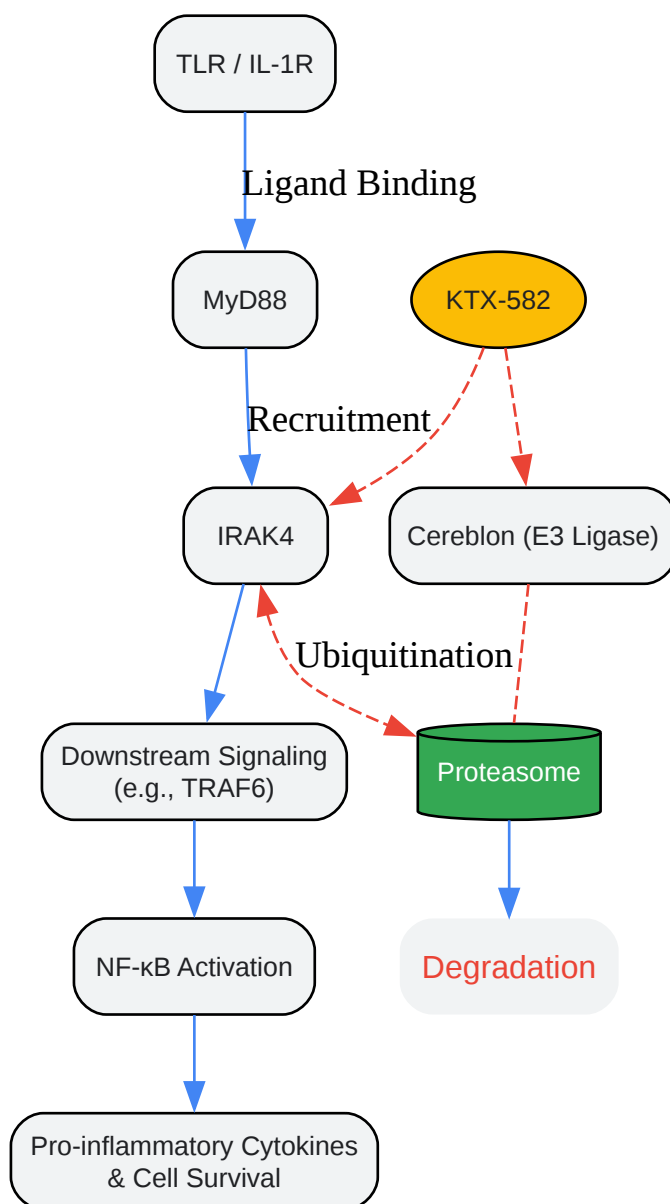 TLR / IL-1R
Ligand Binding
MyD88
KTX-582
Recruitment
IRAK4
Cereblon (E3 Ligase)
Ubiquitination
Downstream Signaling
(e.g., TRAF6)
Proteasome
NF-κB Activation
Degradation
Pro-inflammatory Cytokines
& Cell Survival